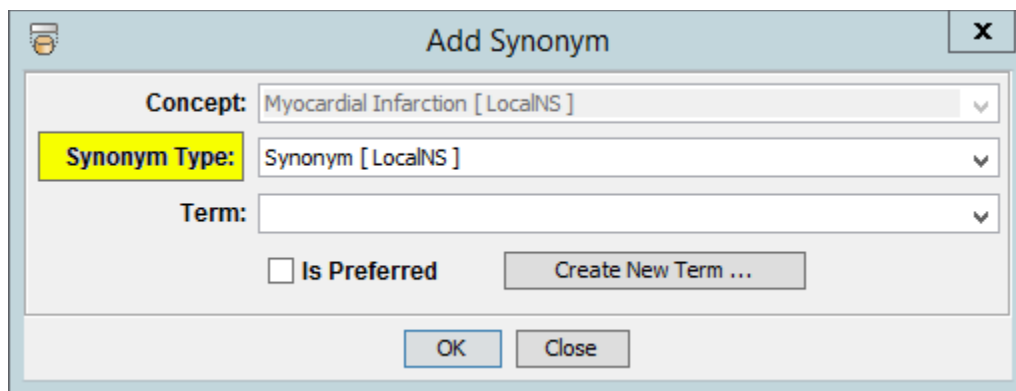 Add Synonym
x
Concept: Myocardial Infarction [ LocalNS ]
Synonym Type: Synonym [ LocalNS ]
Term:
Is Preferred Create New Term ...
OK Close